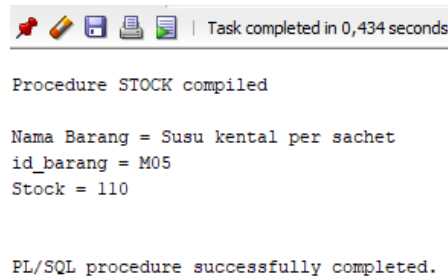 Task completed in 0,434 seconds
Procedure STOCK compiled
Nama Barang = Susu kental per sachet
id_barang = M05
Stock = 110
PL/SQL procedure successfully completed.